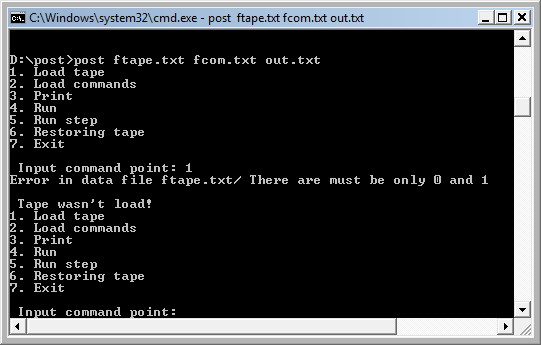 C:\Windows\system32\cmd.exe - post ftape.txt fcom.txt out.txt
D:\post>post ftape.txt fcom.txt out.txt
1. Load tape
2. Load commands
3. Print
4. Run
5. Run step
6. Restoring tape
7. Exit
Input command point: 1
Error in data file ftape.txt/ There are must be only 0 and 1
Tape wasn't load!
1. Load tape
2. Load commands
3. Print
4. Run
5. Run step
6. Restoring tape
7. Exit
Input command point: